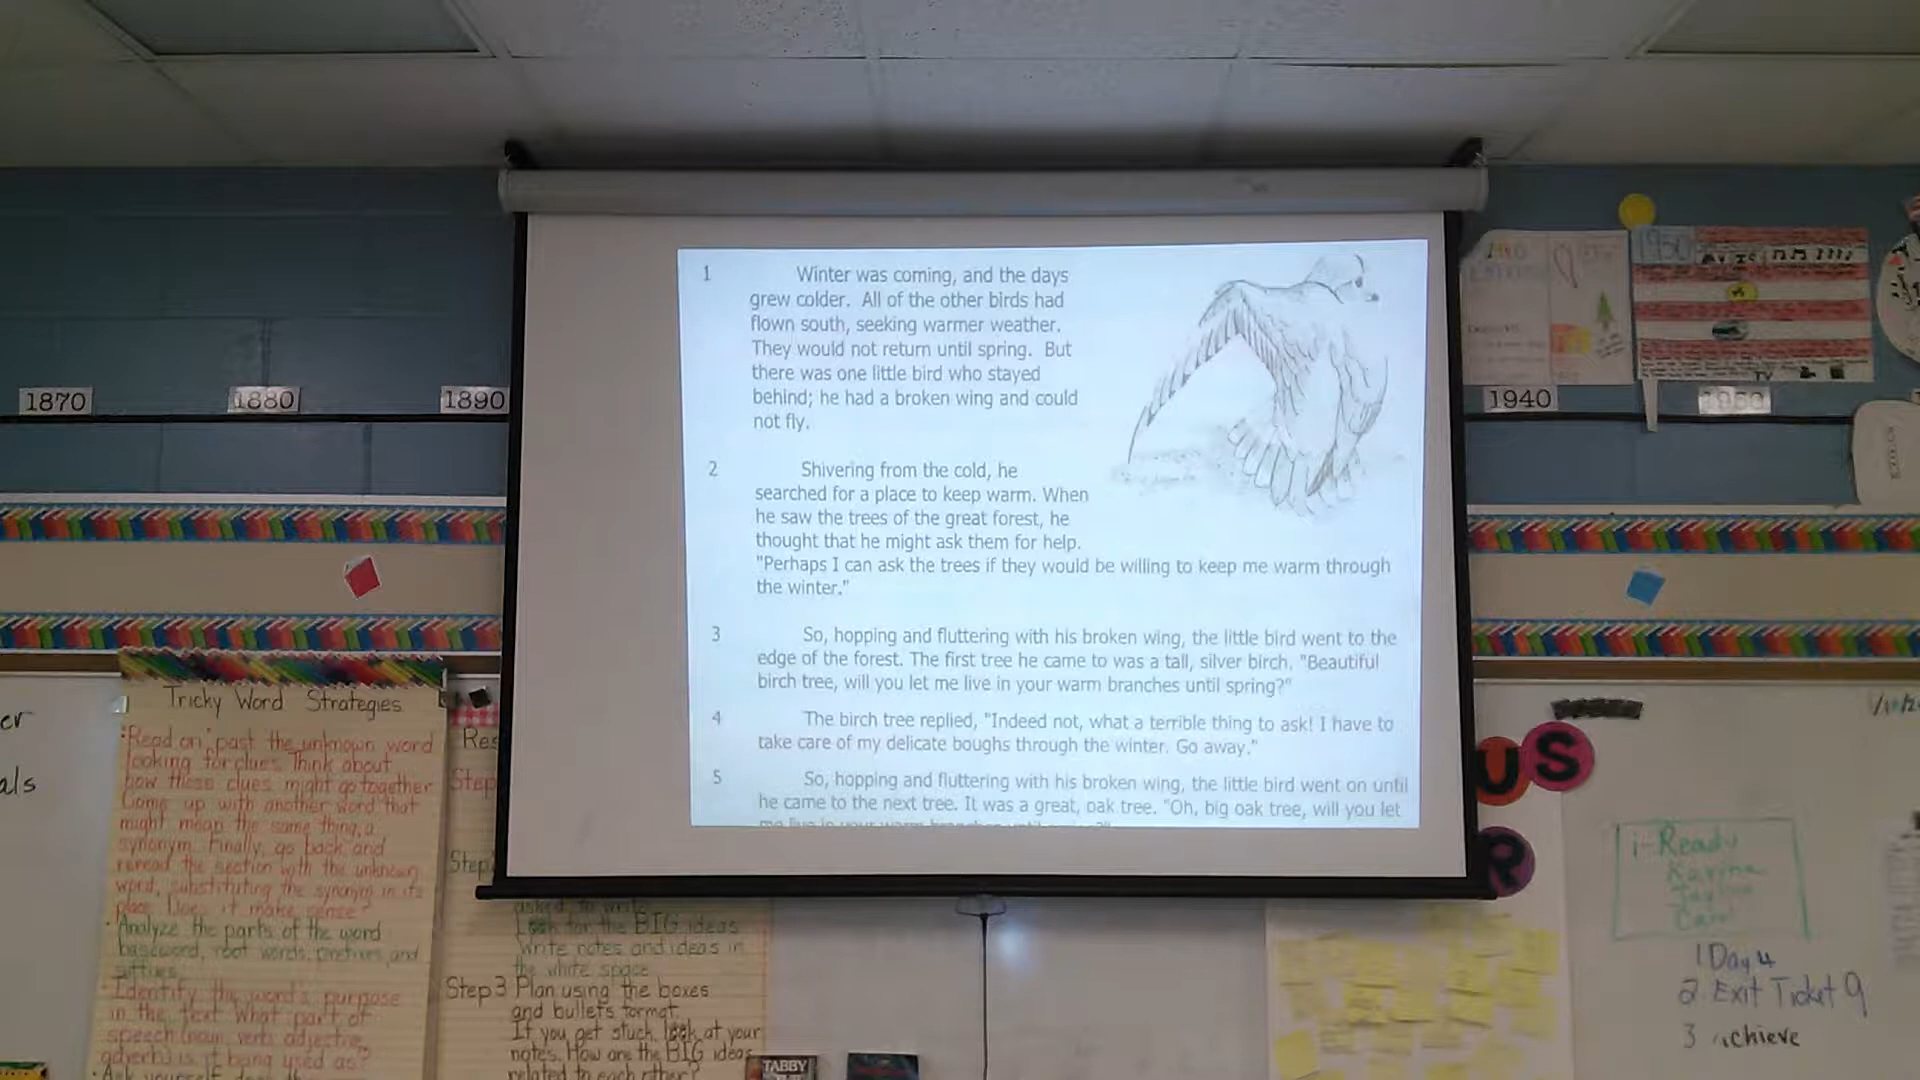 1 Winter was coming, and the days
grew colder. All of the other birds had
flown south, seeking warmer weather.
They would not return until spring. But
there was one little bird who stayed
behind; he had a broken wing and could
not fly.
2 Shivering from the cold, he
searched for a place to keep warm. When
he saw the trees of the great forest, he
thought that he might ask them for help.
"Perhaps I can ask the trees if they would be willing to keep me warm through
the winter."
3 So, hopping and fluttering with his broken wing, the little bird went to the
edge of the forest. The first tree he came to was a tall, silver birch. "Beautiful
birch tree, will you let me live in your warm branches until spring?"
4 The birch tree replied, "Indeed not, what a terrible thing to ask! I have to
take care of my delicate boughs through the winter. Go away."
5 So, hopping and fluttering with his broken wing, the little bird went on until
he came to the next tree. It was a great, oak tree. "Oh, big oak tree, will you let
1870
1880
1890
1940
1950
1950
Tricky Word Strategies
"Read on" past the unknown word
looking for clues. Think about
how these clues might go together
Come up with another word that
might mean the same thing, a
synonym. Finally, go back and
reread the section with the unknown
word, substituting the synonym in its
place. Does it make sense?
Analyze the parts of the word
baseword, root words, prefixes, and
suffixes
Identify the word's purpose
in the text What part of
speech (noun, verb, adjective,
adverb) is it being used as?
Res
Step
Step
asked to write
Look for the BIG ideas
Write notes and ideas in
the white space
Step 3 Plan using the boxes
and bullets format.
If you get stuck, look at your
notes. How are the BIG ideas
related to each other?
TABBY
er
als
US
R
i-Ready
Karina
1 Day 4
2 Exit Ticket 9
3 achieve